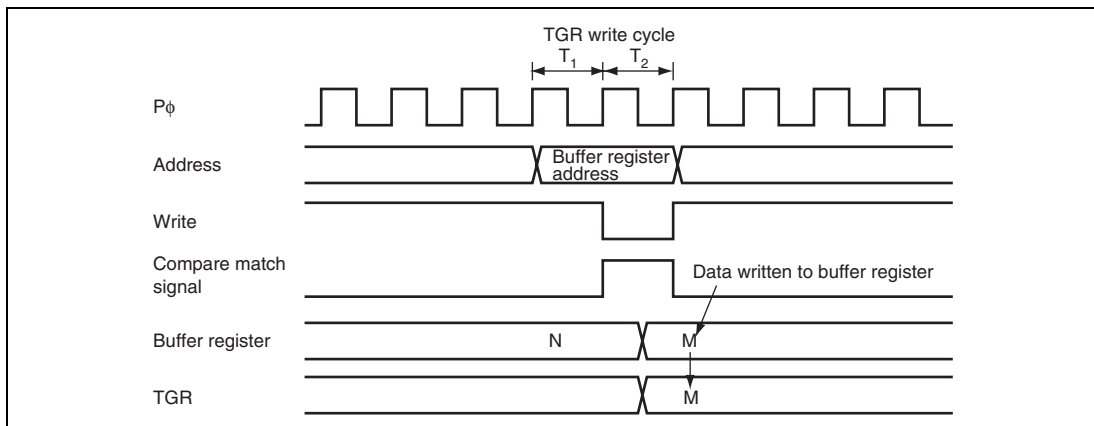 TGR write cycle
T1 T2
Pϕ
Address
Buffer register
address
Write
Compare match
signal
Data written to buffer register
Buffer register
N M
TGR
M